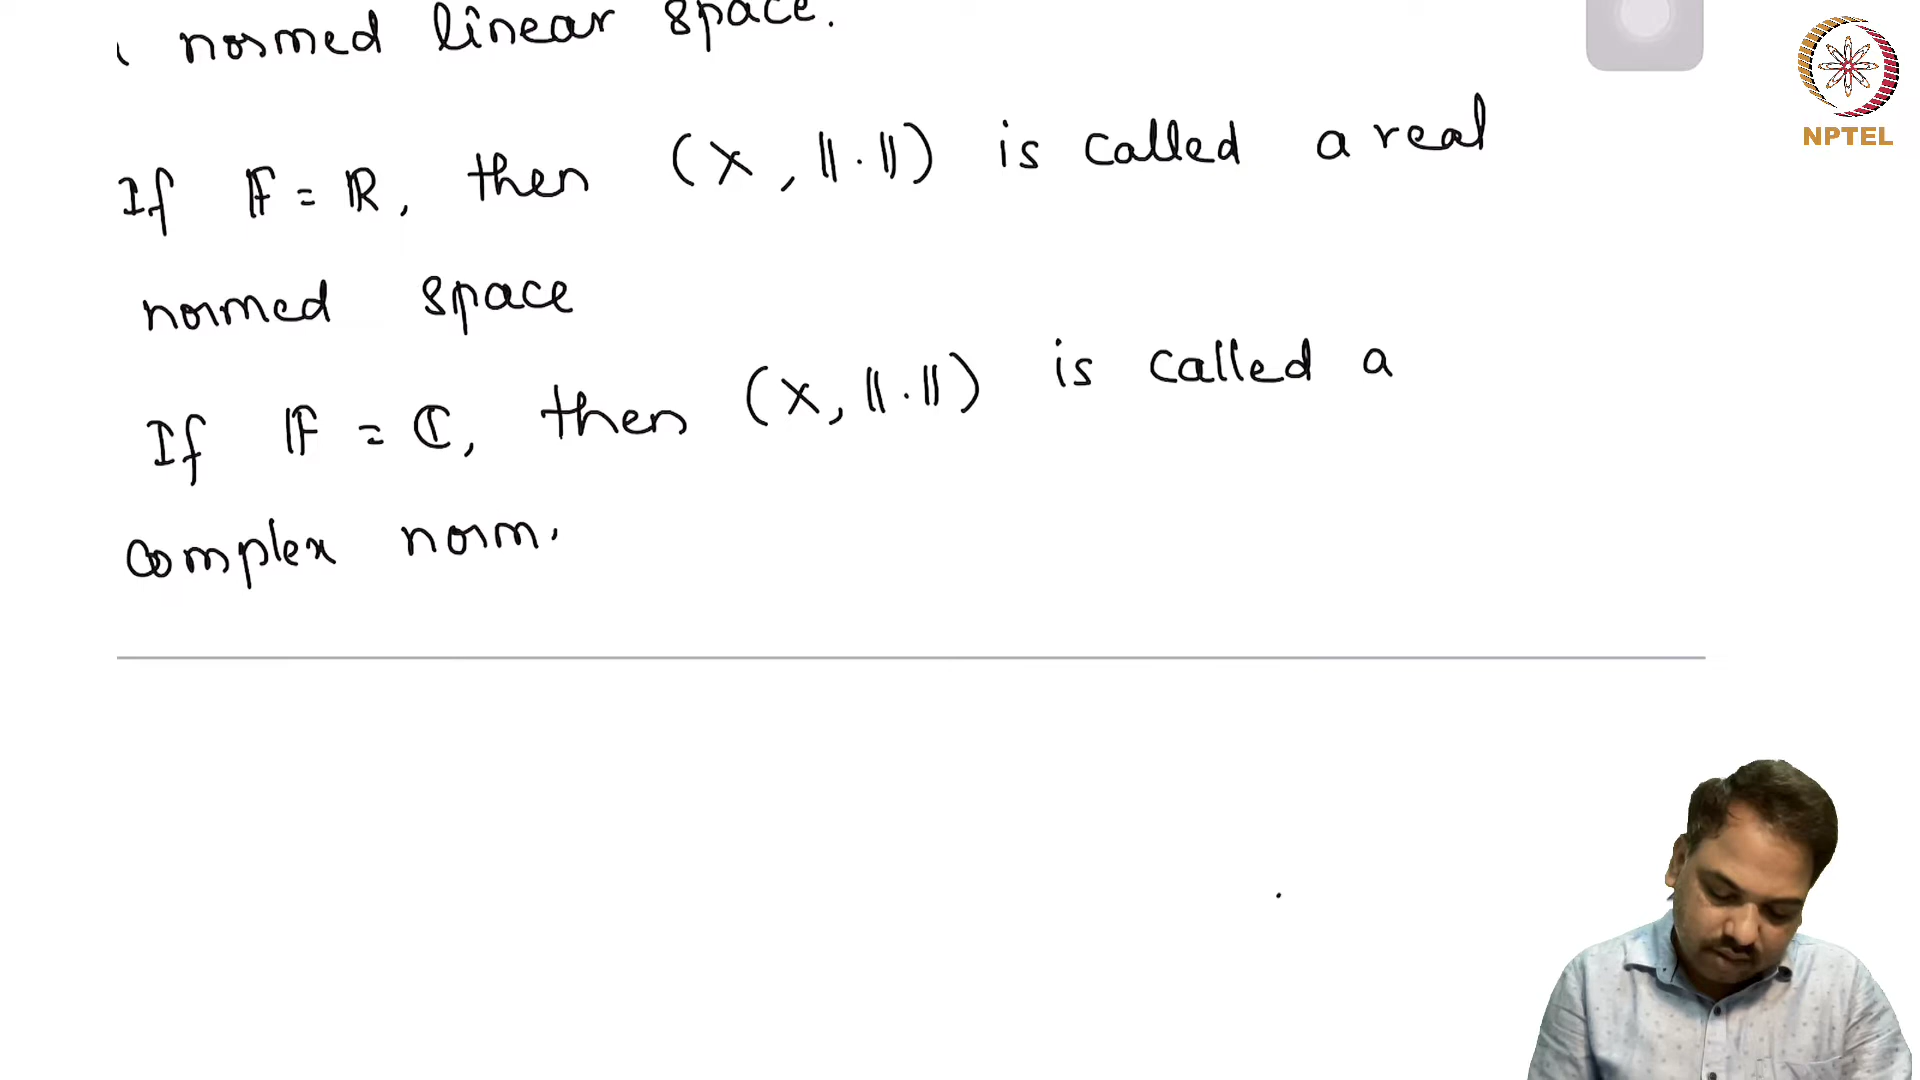 normed linear space.
NPTEL
If 𝔽 = ℝ, then (X, ||·||) is called a real
normed space
If 𝔽 = ℂ, then (X, ||·||) is called a
complex norm.